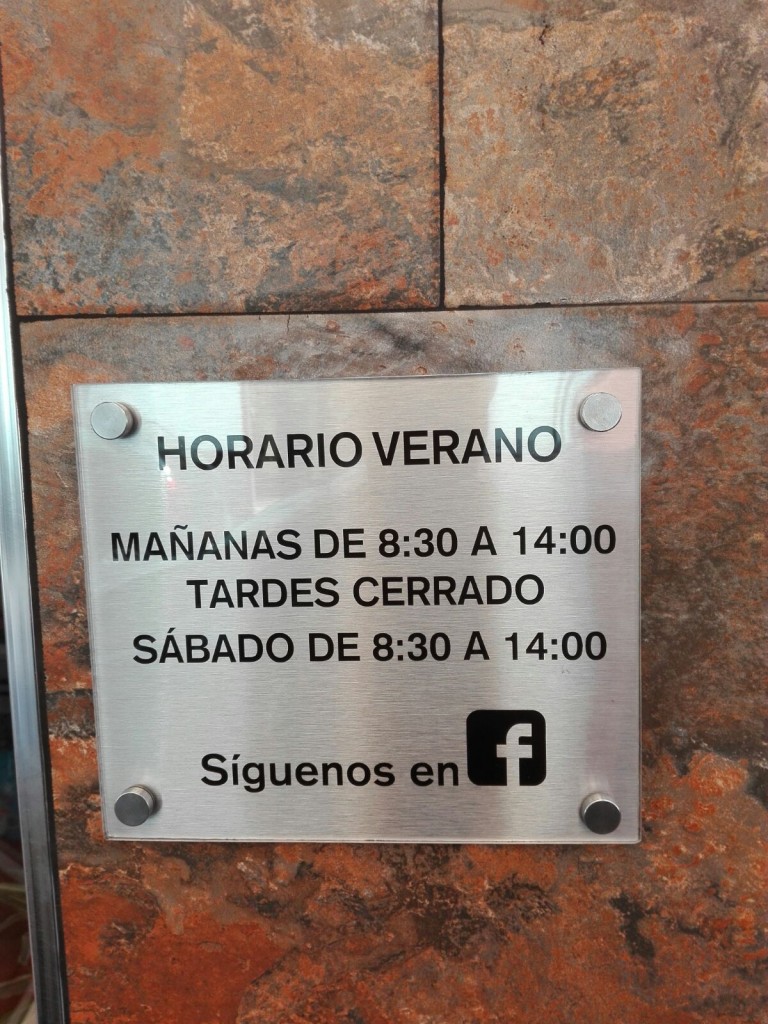 HORARIO VERANO
MAÑANAS DE 8:30 A 14:00
TARDES CERRADO
SÁBADO DE 8:30 A 14:00
Síguenos en f